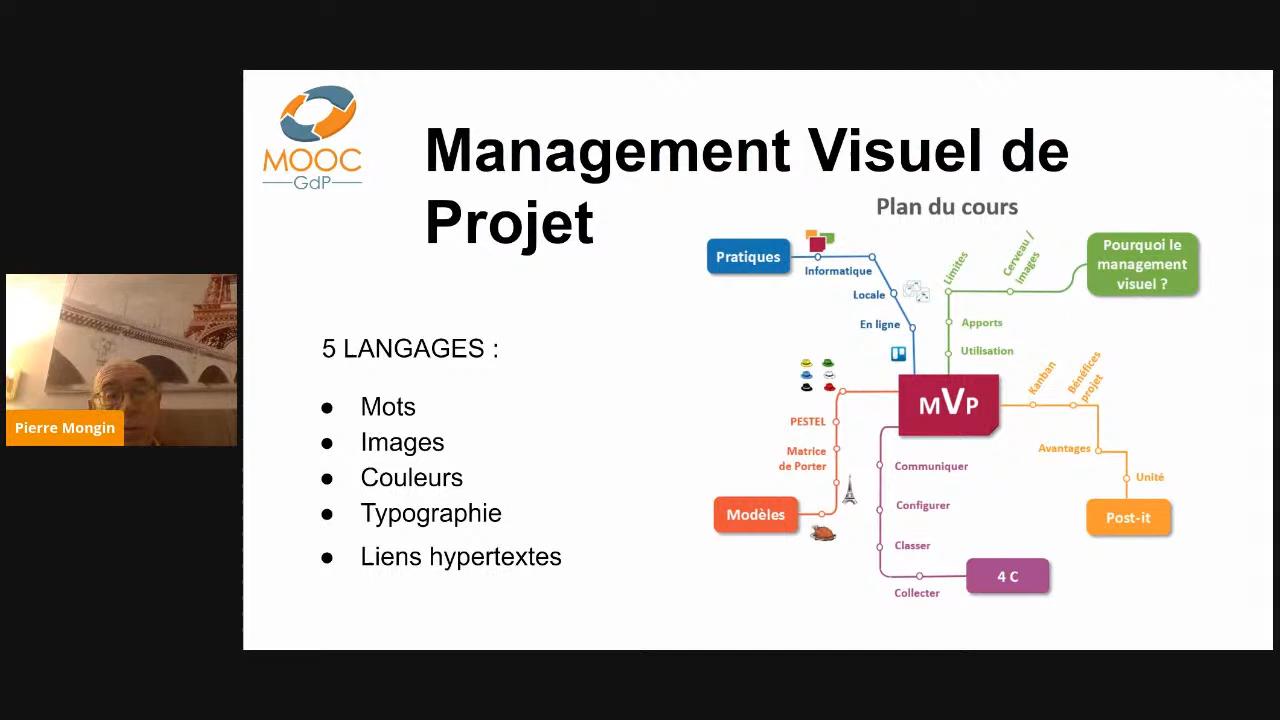 MOOC
GdP
Management Visuel de
Projet
Plan du cours
5 LANGAGES :
● Mots
● Images
● Couleurs
● Typographie
● Liens hypertextes
Pierre Mongin
Pratiques
Informatique
Locale
En ligne
Limites
Cerveau /
images
Pourquoi le
management
visuel ?
Apports
Utilisation
MVP
Kanban
Bénéfices
projet
Avantages
Unité
Post-it
PESTEL
Matrice
de Porter
Modèles
Communiquer
Configurer
Classer
Collecter
4 C